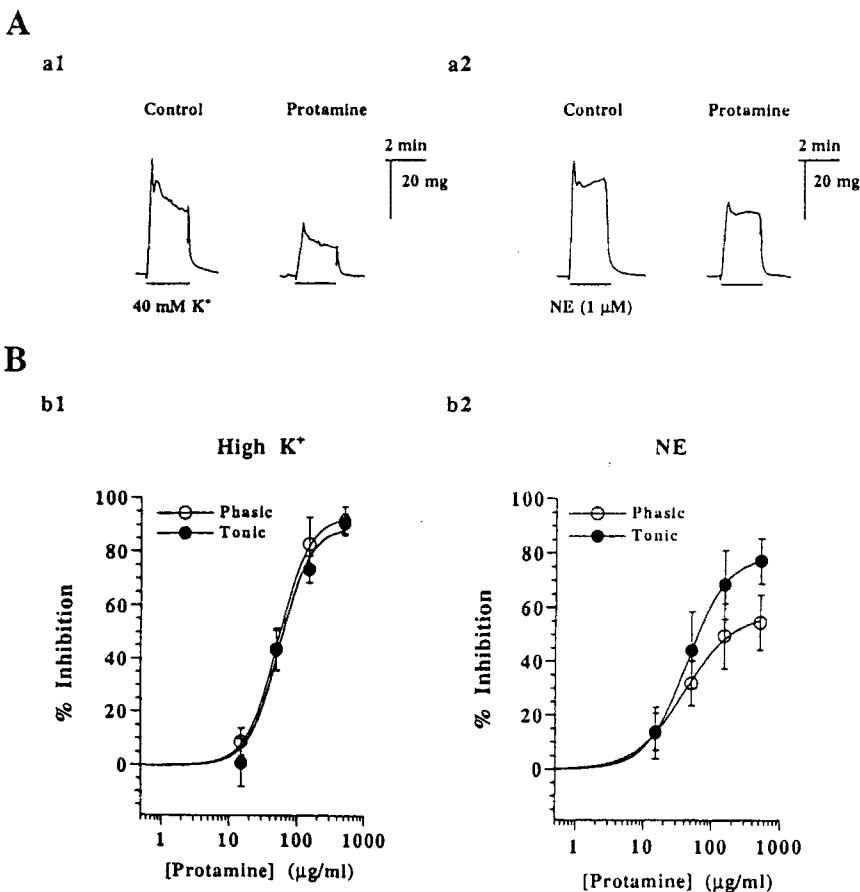 A
a1
a2
Control
Protamine
Control
Protamine
2 min
20 mg
2 min
20 mg
40 mM K⁺
NE (1 μM)
B
b1
b2
High K⁺
NE
% Inhibition
100
80
60
40
20
0
Phasic
Tonic
1
10
100
1000
[Protamine] (μg/ml)
% Inhibition
100
80
60
40
20
0
Phasic
Tonic
1
10
100
1000
[Protamine] (μg/ml)